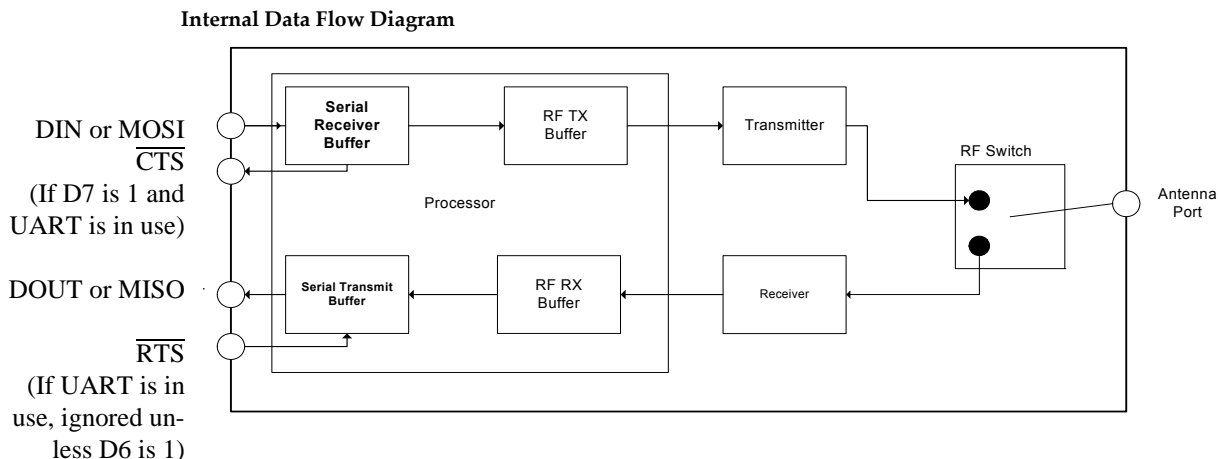 Internal Data Flow Diagram
DIN or MOSI
CTS
(If D7 is 1 and
UART is in use)
DOUT or MISO
RTS
(If UART is in
use, ignored un-
less D6 is 1)
Serial
Receiver
Buffer
RF TX
Buffer
Transmitter
RF Switch
Processor
Antenna
Port
Serial Transmit
Buffer
RF RX
Buffer
Receiver